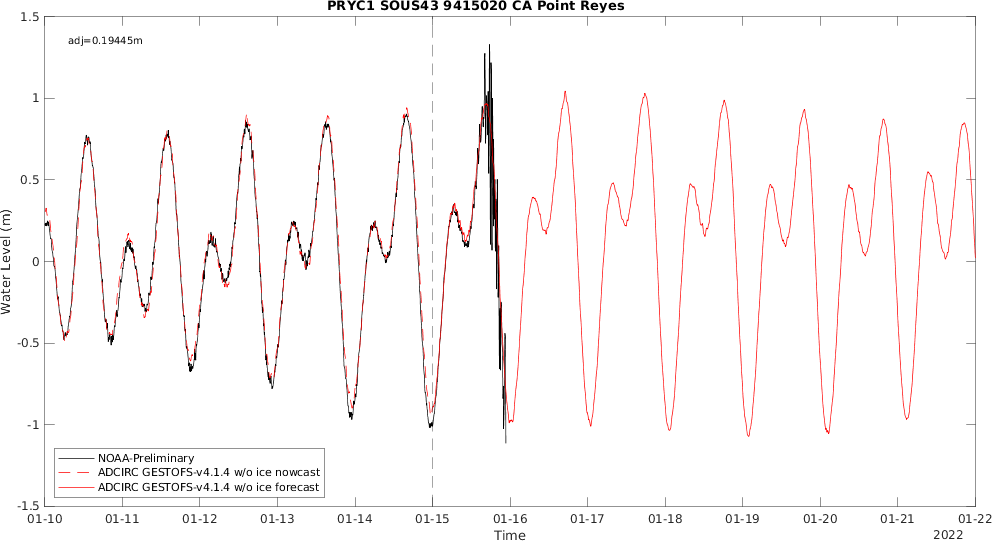 PRYC1 SOUS43 9415020 CA Point Reyes
adj=0.19445m
1.5
1
0.5
0
-0.5
-1
-1.5
Water Level (m)
NOAA-Preliminary
ADCIRC GESTOFS-v4.1.4 w/o ice nowcast
ADCIRC GESTOFS-v4.1.4 w/o ice forecast
01-10 01-11 01-12 01-13 01-14 01-15 01-16 01-17 01-18 01-19 01-20 01-21 01-22
Time
2022